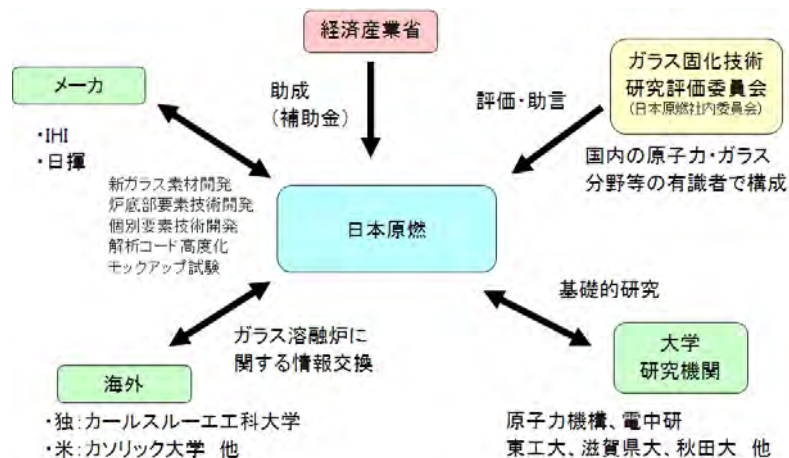 経済産業省
メーカ
・IHI
・日揮
助成
（補助金）
評価・助言
ガラス固化技術
研究評価委員会
（日本原燃社内委員会）
国内の原子力・ガラス
分野等の有識者で構成
新ガラス素材開発
炉底部要素技術開発
個別要素技術開発
解析コード高度化
モックアップ試験
日本原燃
基礎的研究
ガラス溶融炉に
関する情報交換
海外
・独：カールスルーエ工科大学
・米：カソリック大学 他
大学
研究機関
原子力機構、電中研
東工大、滋賀県大、秋田大 他